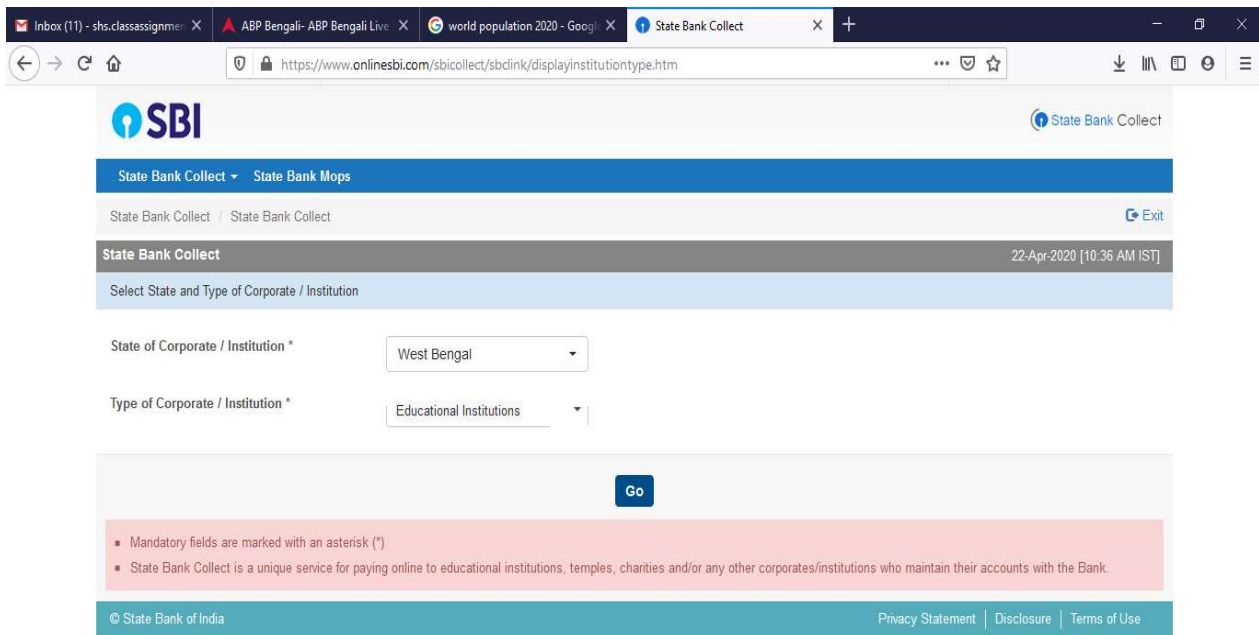 Inbox (11) - shs.classassignmen
ABP Bengali- ABP Bengali Live
world population 2020 - Googl
State Bank Collect
https://www.onlinesbi.com/sbicollect/sbclink/displayinstitutiontype.htm
SBI
State Bank Collect
State Bank Collect State Bank Mops
State Bank Collect / State Bank Collect
Exit
State Bank Collect
22-Apr-2020 [10:36 AM IST]
Select State and Type of Corporate / Institution
State of Corporate / Institution *
West Bengal
Type of Corporate / Institution *
Educational Institutions
Go
Mandatory fields are marked with an asterisk (*)
State Bank Collect is a unique service for paying online to educational institutions, temples, charities and/or any other corporates/institutions who maintain their accounts with the Bank.
© State Bank of India
Privacy Statement | Disclosure | Terms of Use